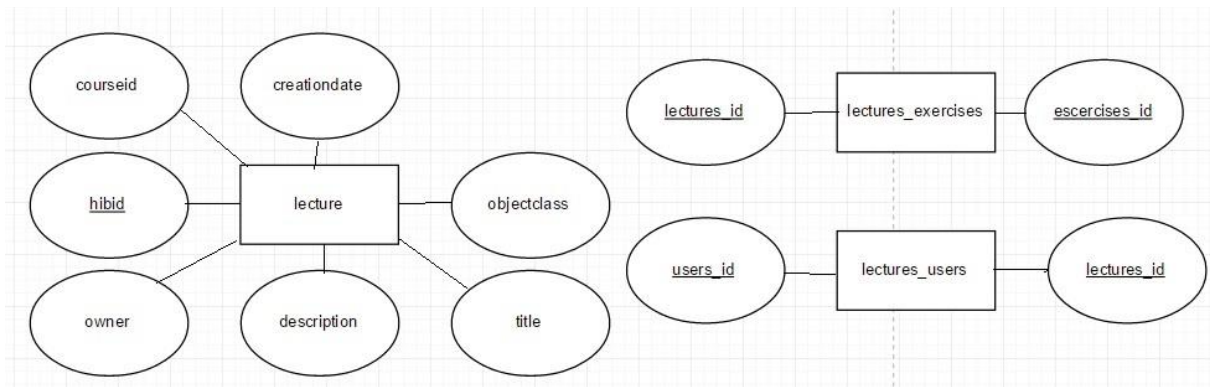 courseid
creationdate
hibid
lecture
objectclass
owner
description
title
lectures_id
lectures_exercises
escercises_id
users_id
lectures_users
lectures_id